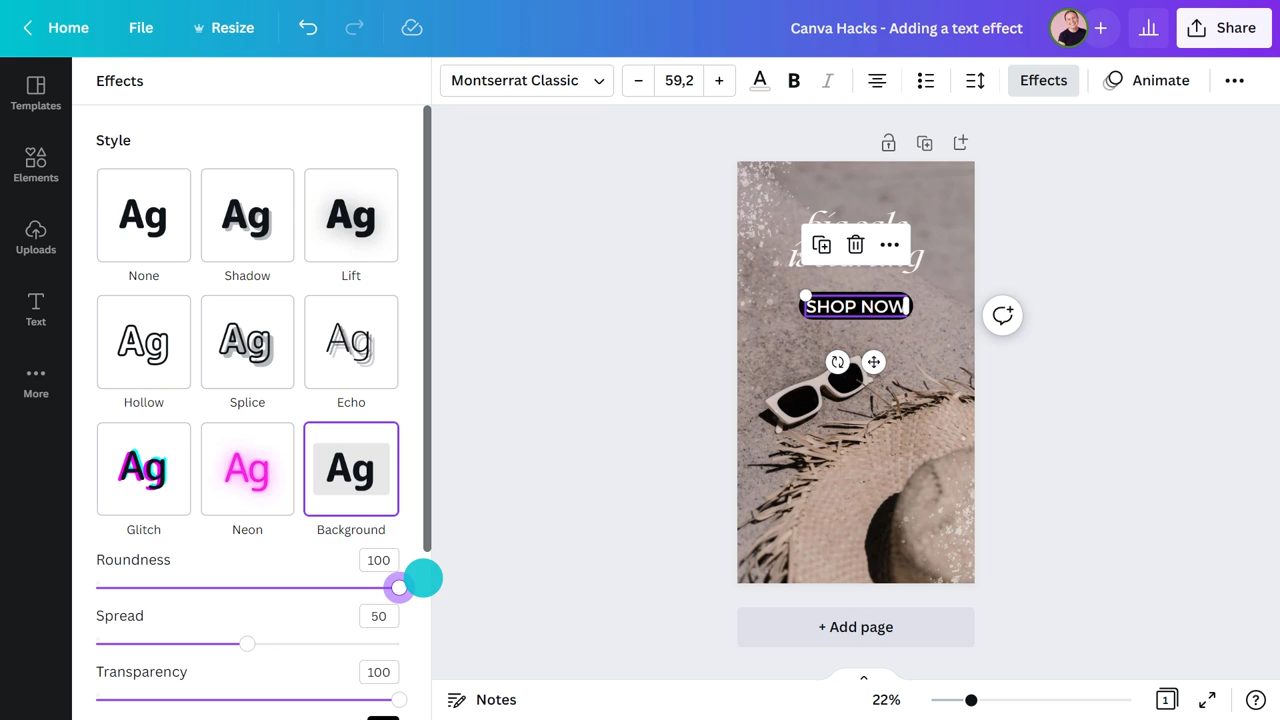 Home
File
Resize
Canva Hacks - Adding a text effect
Share
Templates
Elements
Uploads
Text
More
Effects
Montserrat Classic
59,2
A
B
I
Effects
Animate
Style
Ag
Ag
Ag
None
Shadow
Lift
Ag
Ag
Ag
Hollow
Splice
Echo
Ag
Ag
Ag
Glitch
Neon
Background
Roundness
100
Spread
50
Transparency
100
SHOP NOW
+ Add page
Notes
22%
1